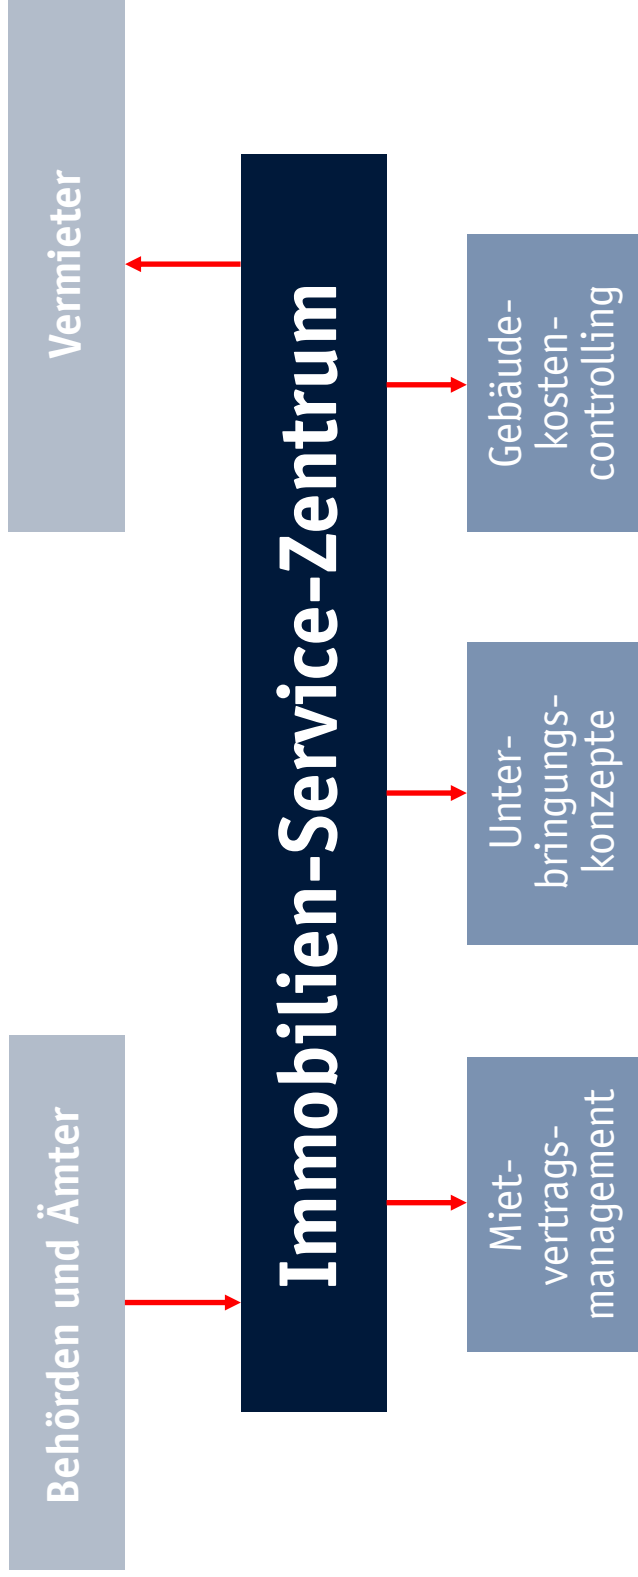 Behörden und Ämter
Vermieter
Immobilien-Service-Zentrum
Miet-
vertrags-
management
Unter-
bringungs-
konzepte
Gebäude-
kosten-
controlling